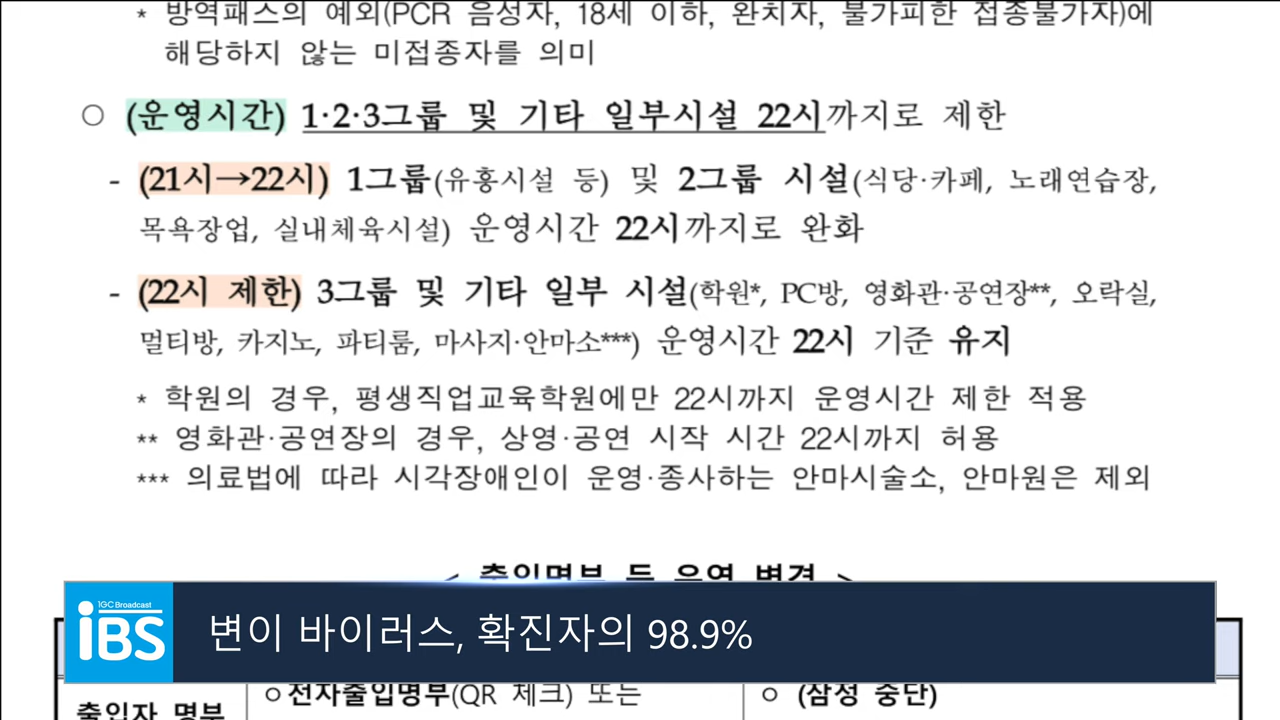 * 방역패스의 예외(PCR 음성자, 18세 이하, 완치자, 불가피한 접종불가자)에
해당하지 않는 미접종자를 의미
○ (운영시간) 1·2·3그룹 및 기타 일부시설 22시까지로 제한
- (21시→22시) 1그룹(유흥시설 등) 및 2그룹 시설(식당·카페, 노래연습장,
목욕장업, 실내체육시설) 운영시간 22시까지로 완화
- (22시 제한) 3그룹 및 기타 일부 시설(학원*, PC방, 영화관·공연장**, 오락실,
멀티방, 카지노, 파티룸, 마사지·안마소***) 운영시간 22시 기준 유지
* 학원의 경우, 평생직업교육학원에만 22시까지 운영시간 제한 적용
** 영화관·공연장의 경우, 상영·공연 시작 시간 22시까지 허용
*** 의료법에 따라 시각장애인이 운영·종사하는 안마시술소, 안마원은 제외
< 출입명부 등 운영 변경 >
IGC Broadcast
iBS
변이 바이러스, 확진자의 98.9%
출입자 명부
○ 전자출입명부(QR 체크) 또는
○ (잠정 중단)